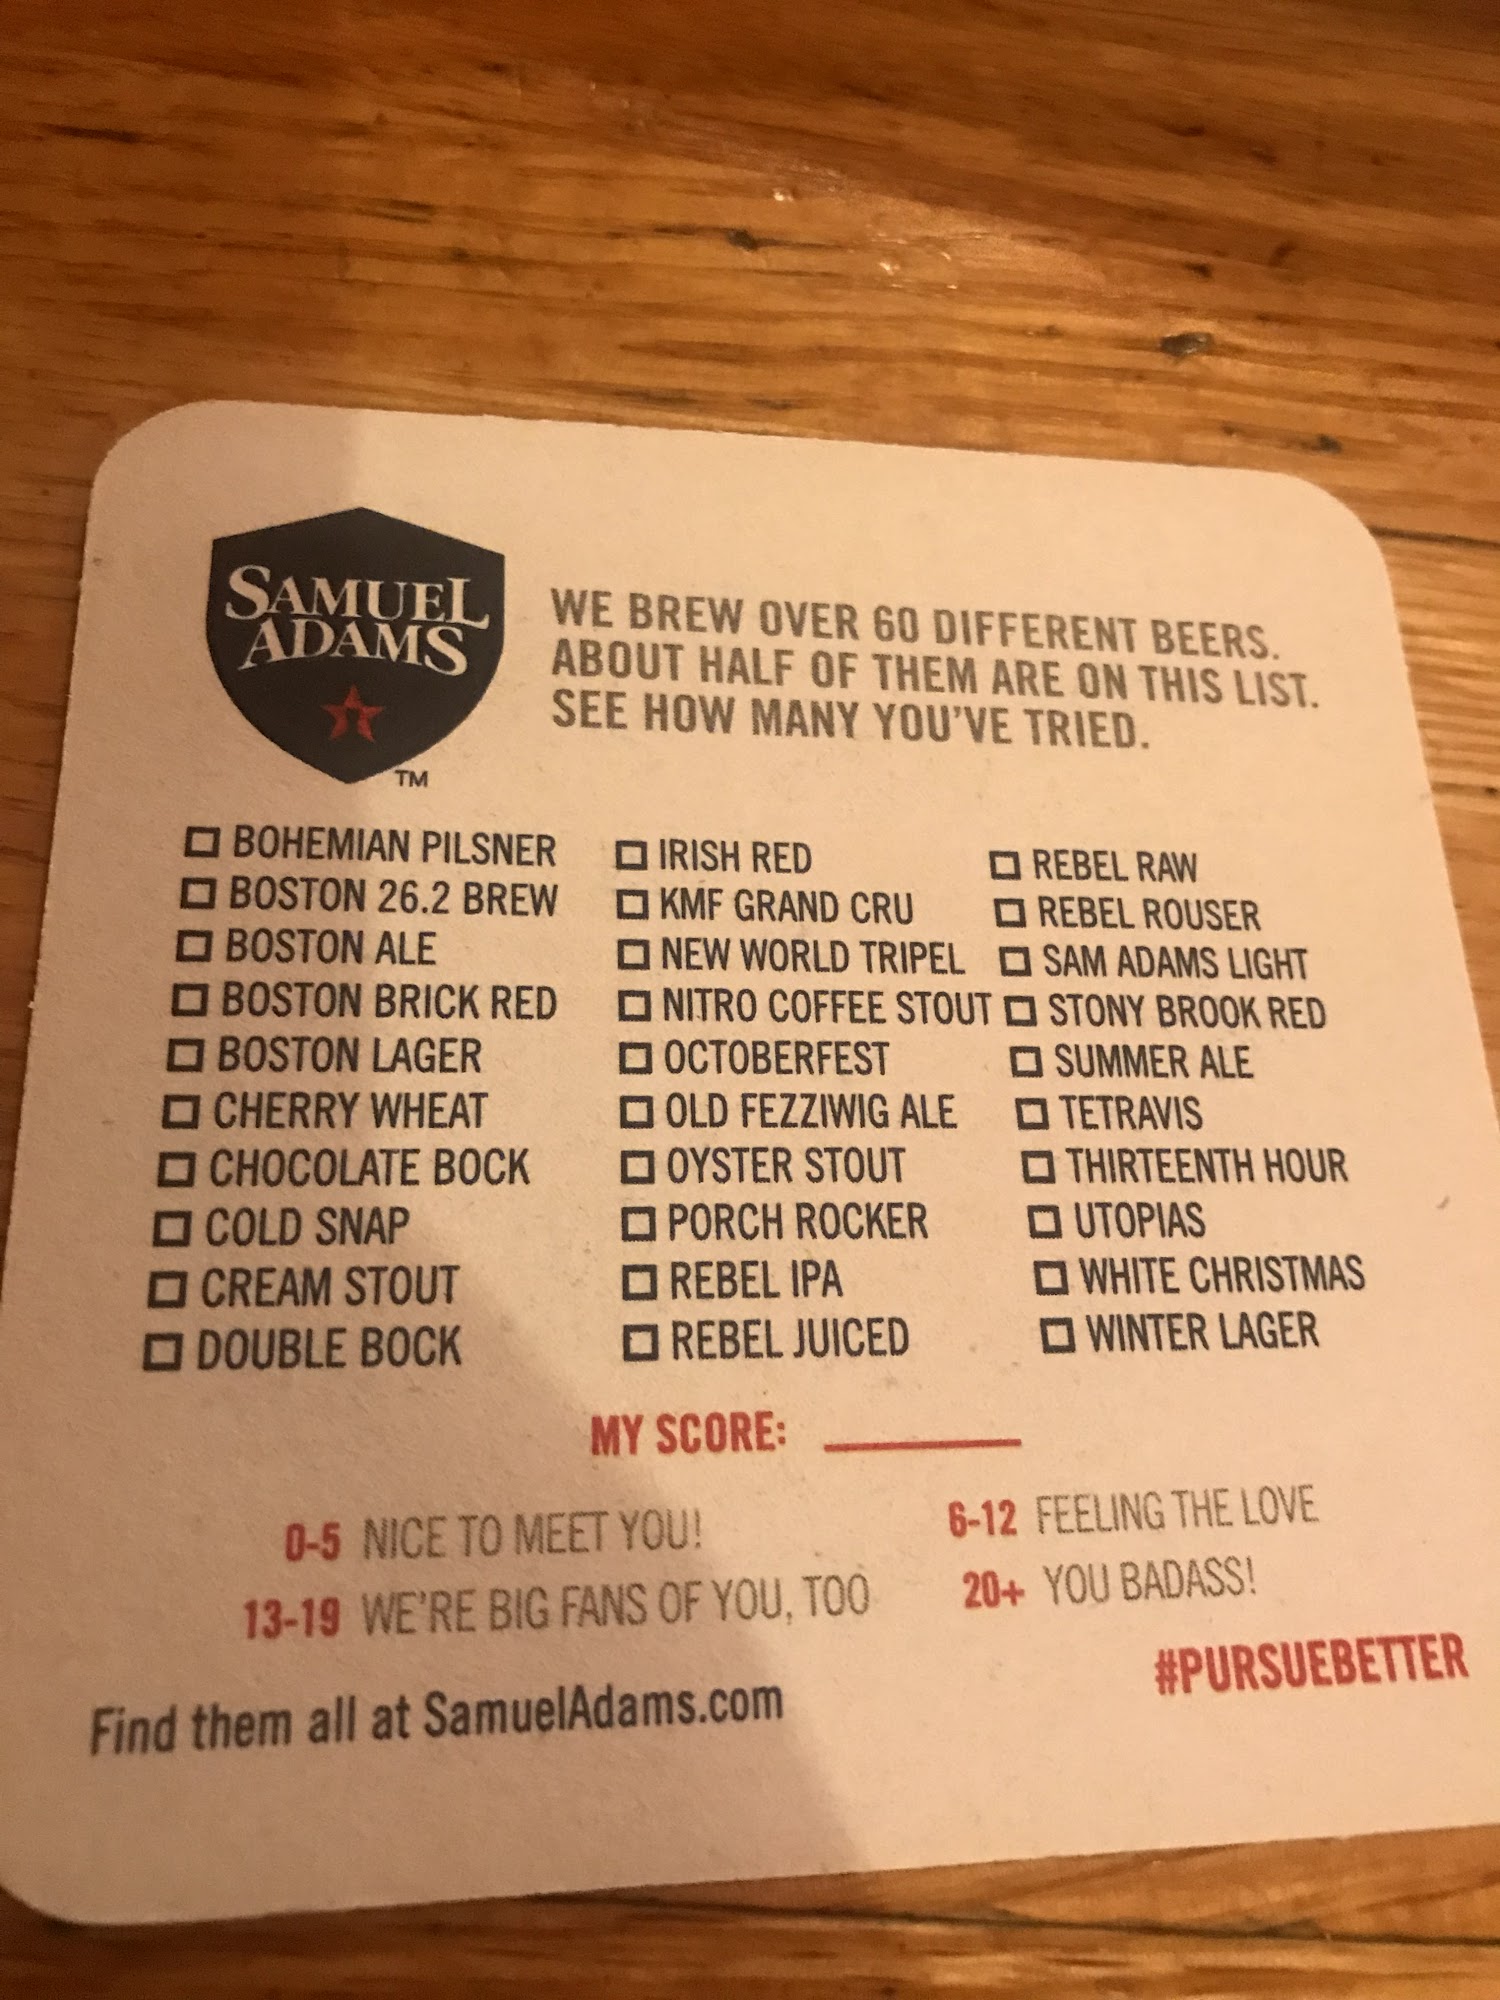 SAMUEL
ADAMS
TM
WE BREW OVER 60 DIFFERENT BEERS.
ABOUT HALF OF THEM ARE ON THIS LIST.
SEE HOW MANY YOU'VE TRIED.
BOHEMIAN PILSNER
BOSTON 26.2 BREW
BOSTON ALE
BOSTON BRICK RED
BOSTON LAGER
CHERRY WHEAT
CHOCOLATE BOCK
COLD SNAP
CREAM STOUT
DOUBLE BOCK
IRISH RED
KMF GRAND CRU
NEW WORLD TRIPEL
NITRO COFFEE STOUT
OCTOBERFEST
OLD FEZZIWIG ALE
OYSTER STOUT
PORCH ROCKER
REBEL IPA
REBEL JUICED
REBEL RAW
REBEL ROUSER
SAM ADAMS LIGHT
STONY BROOK RED
SUMMER ALE
TETRAVIS
THIRTEENTH HOUR
UTOPIAS
WHITE CHRISTMAS
WINTER LAGER
MY SCORE:
0-5 NICE TO MEET YOU!
6-12 FEELING THE LOVE
13-19 WE'RE BIG FANS OF YOU, TOO
20+ YOU BADASS!
#PURSUEBETTER
Find them all at SamuelAdams.com